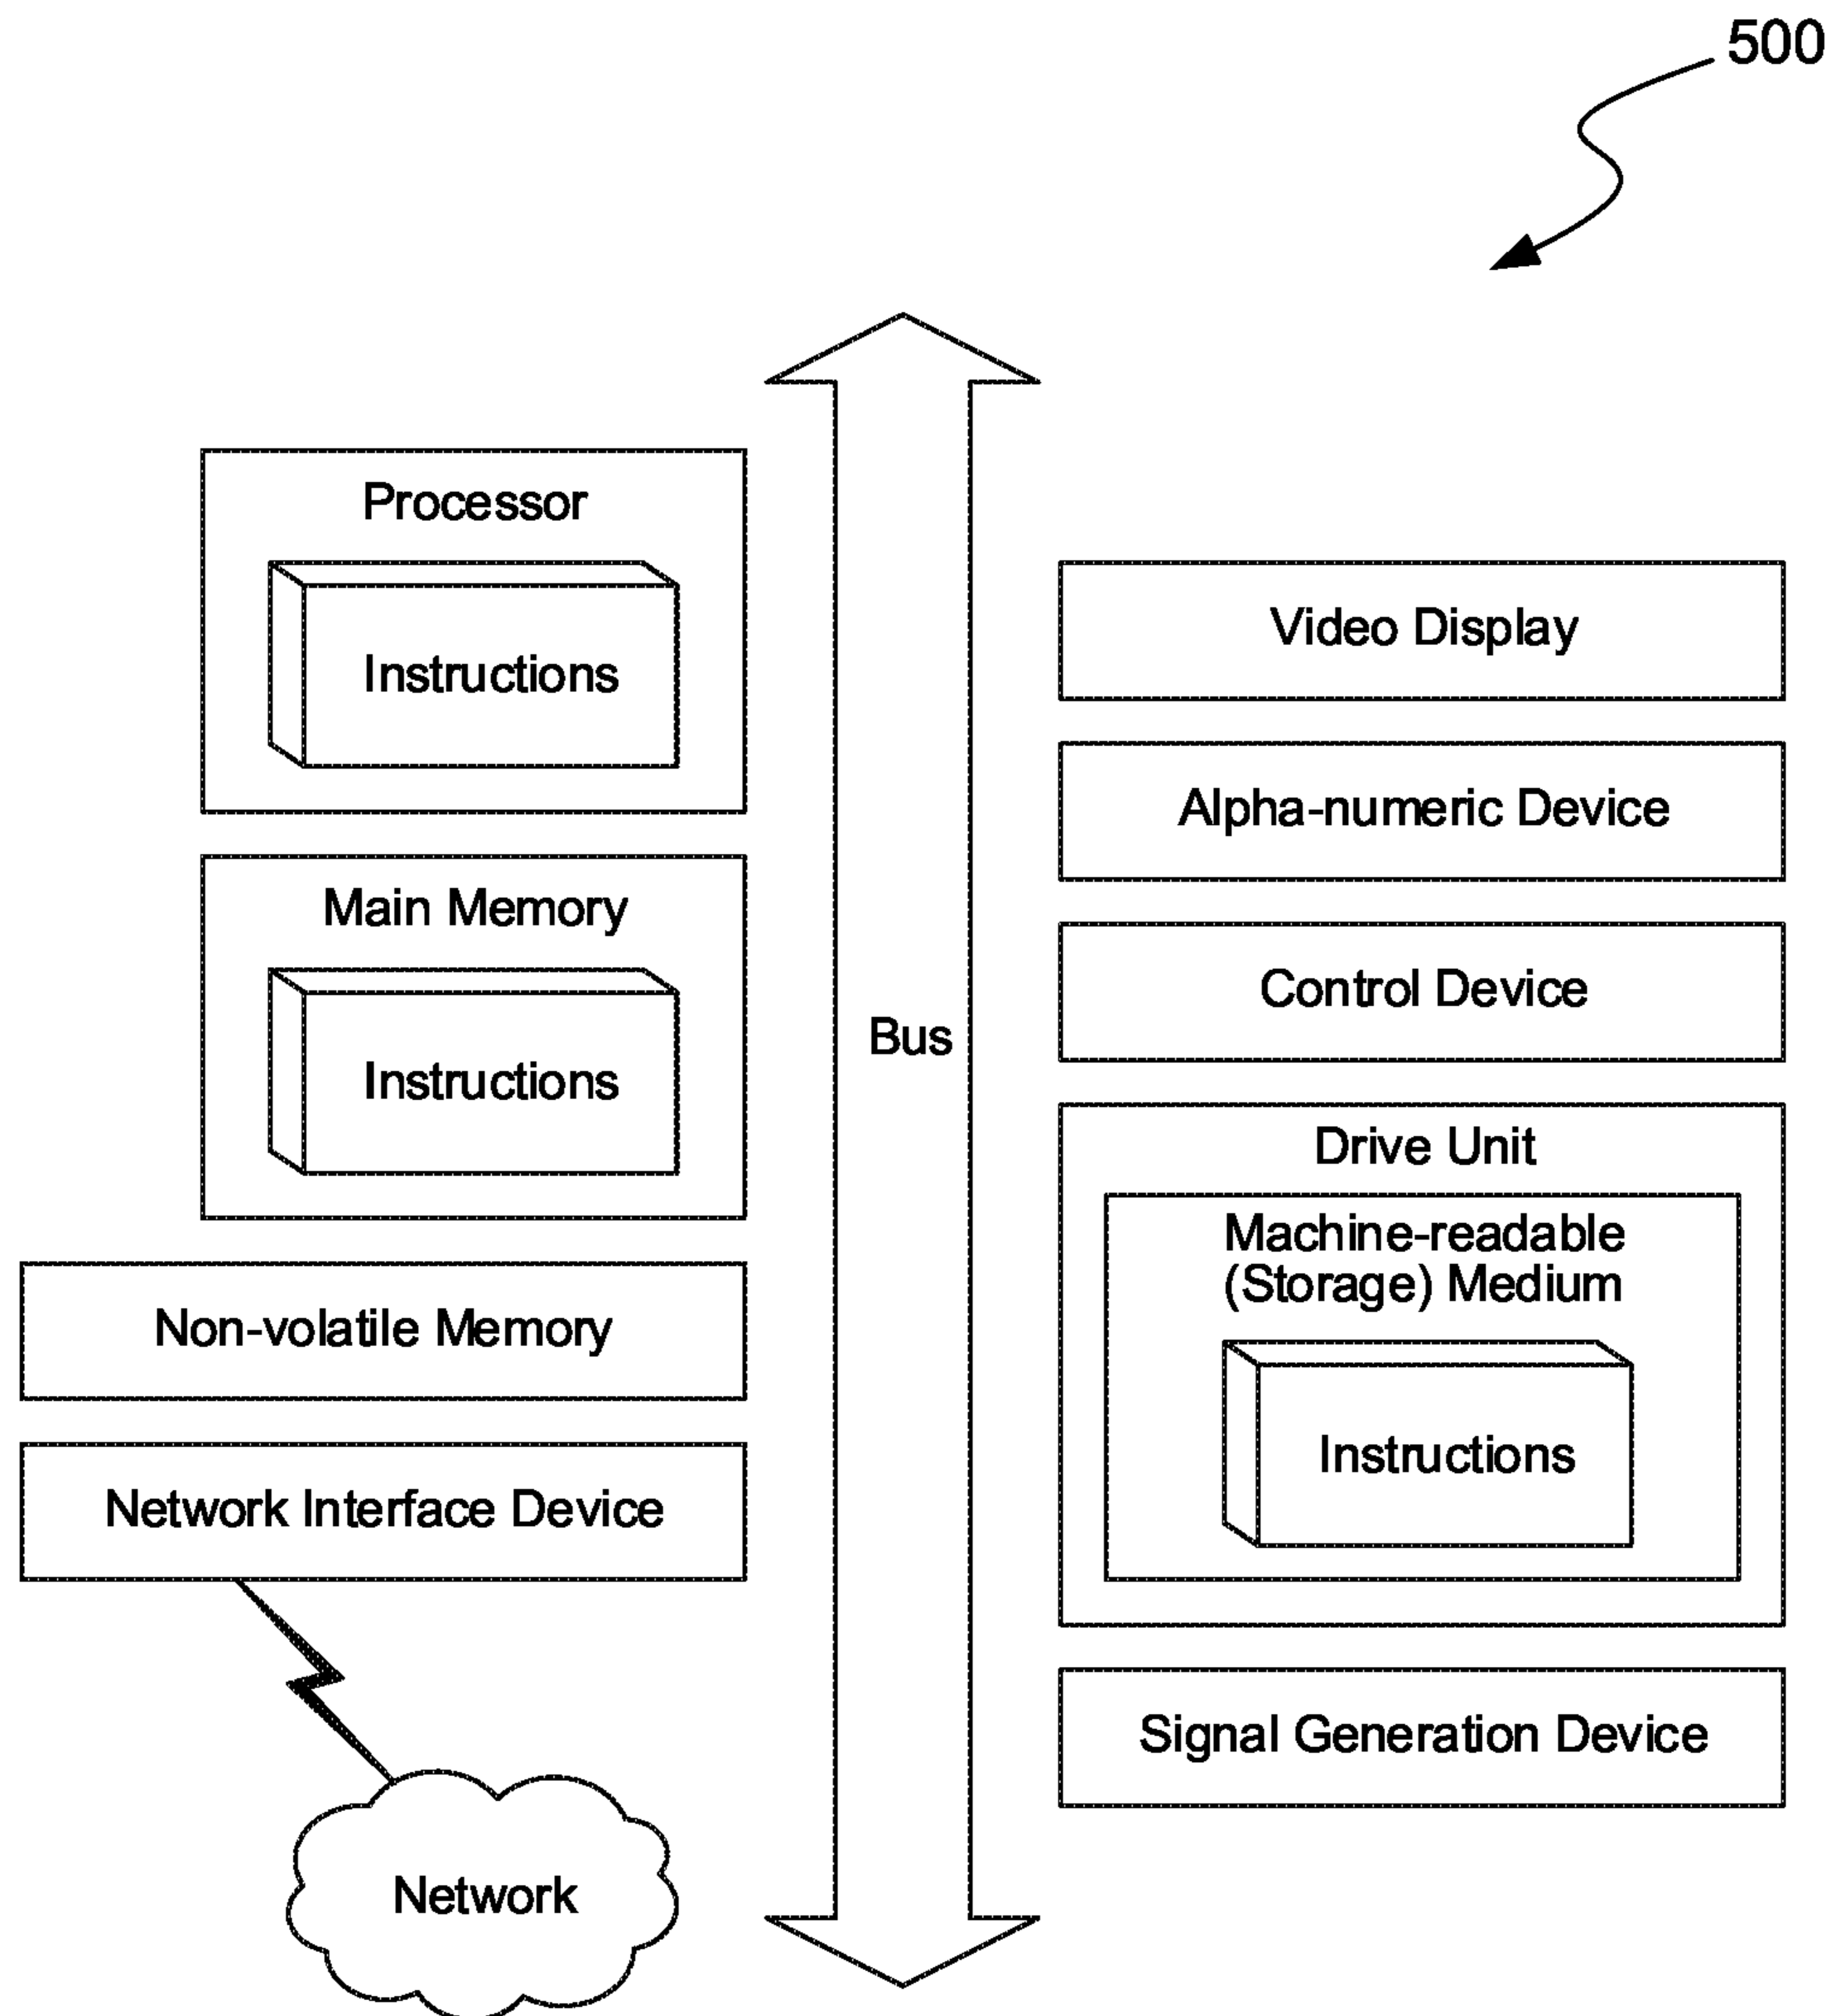 500
Processor
Instructions
Main Memory
Instructions
Non-volatile Memory
Network Interface Device
Network
Bus
Video Display
Alpha-numeric Device
Control Device
Drive Unit
Machine-readable
(Storage) Medium
Instructions
Signal Generation Device